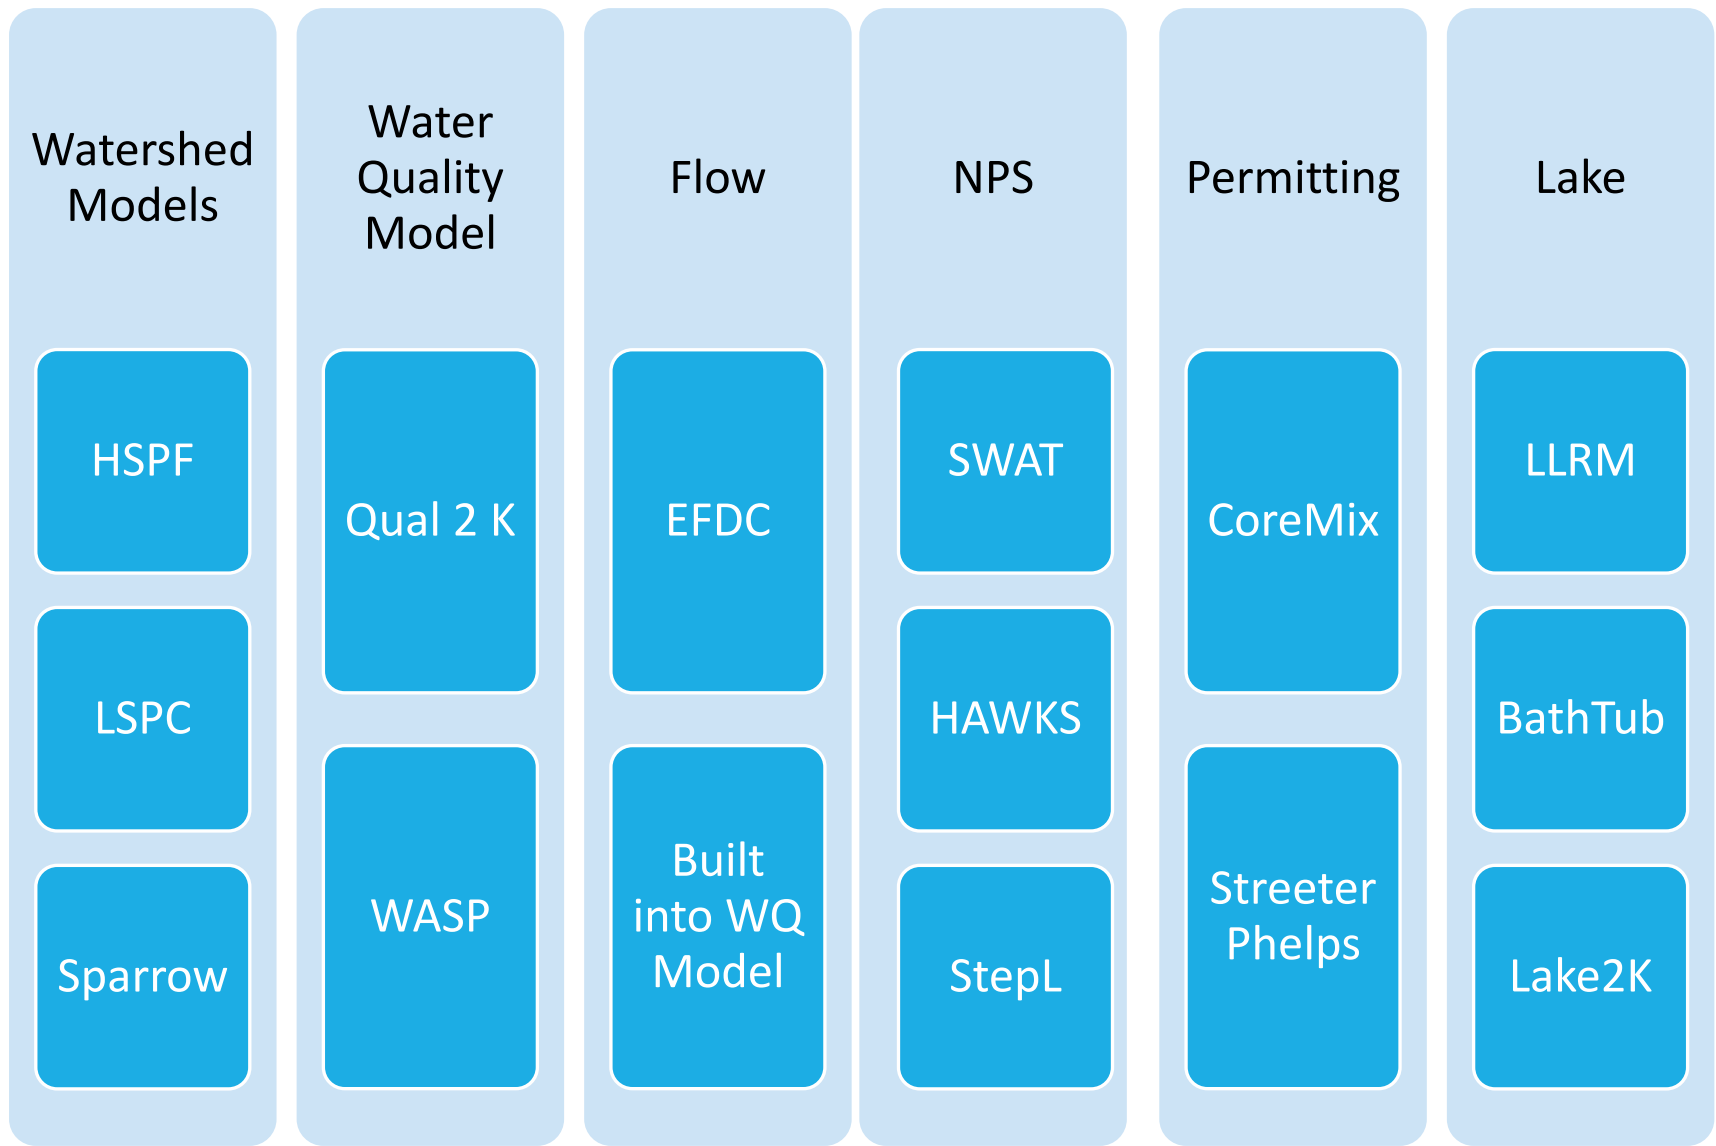 Watershed
Models
HSPF
LSPC
Sparrow
Water
Quality
Model
Qual 2 K
WASP
Flow
EFDC
Built
into WQ
Model
NPS
SWAT
HAWKS
StepL
Permitting
CoreMix
Streeter
Phelps
Lake
LLRM
BathTub
Lake2K